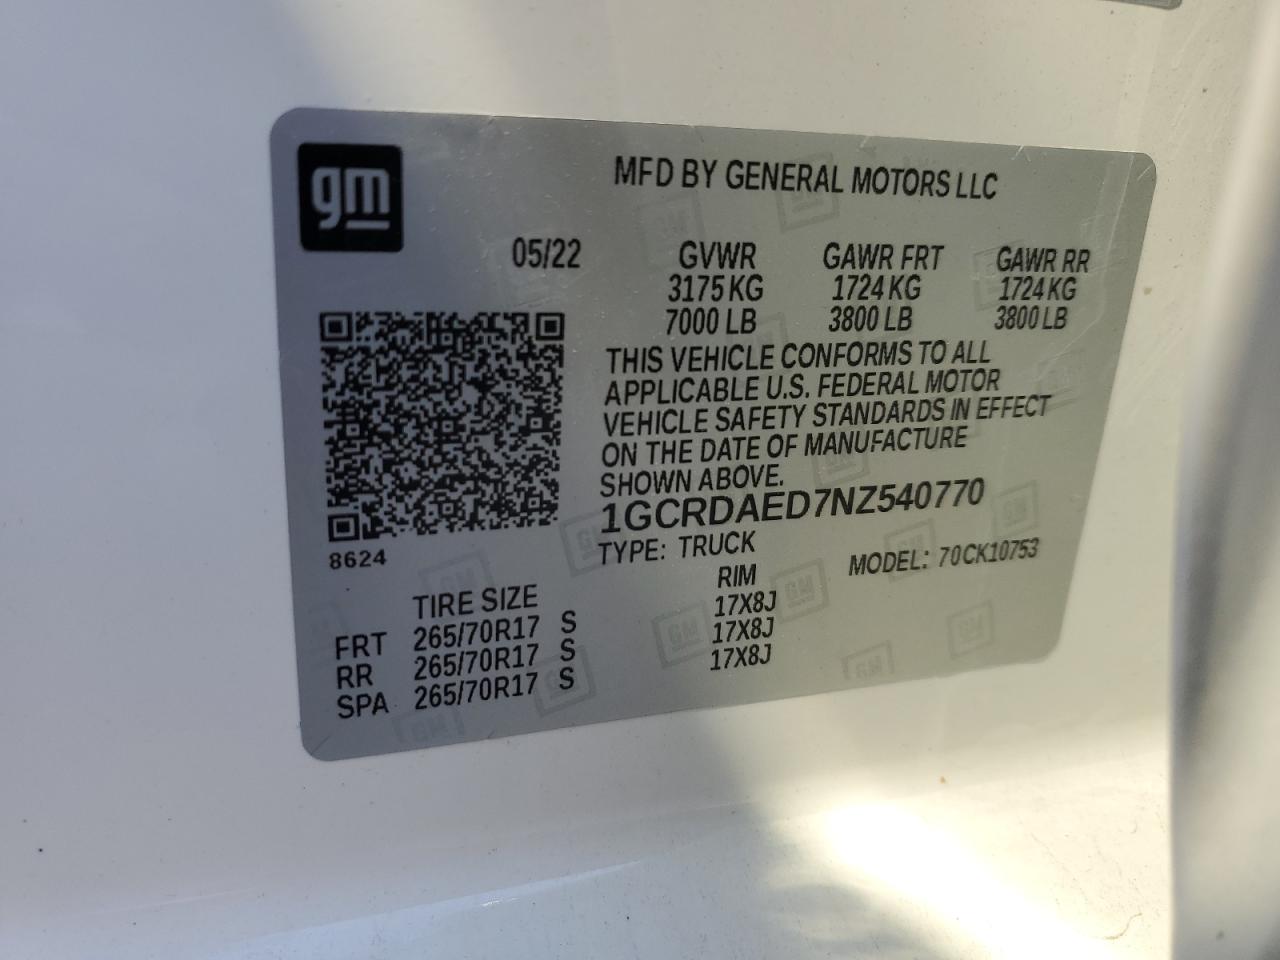 gm
MFD BY GENERAL MOTORS LLC
05/22 GVWR GAWR FRT GAWR RR
3175 KG 1724 KG 1724 KG
7000 LB 3800 LB 3800 LB
THIS VEHICLE CONFORMS TO ALL
APPLICABLE U.S. FEDERAL MOTOR
VEHICLE SAFETY STANDARDS IN EFFECT
ON THE DATE OF MANUFACTURE
SHOWN ABOVE.
1GCRDAED7NZ540770
8624
TYPE: TRUCK MODEL: 70CK10753
TIRE SIZE RIM
FRT 265/70R17 S 17X8J
RR 265/70R17 S 17X8J
SPA 265/70R17 S 17X8J